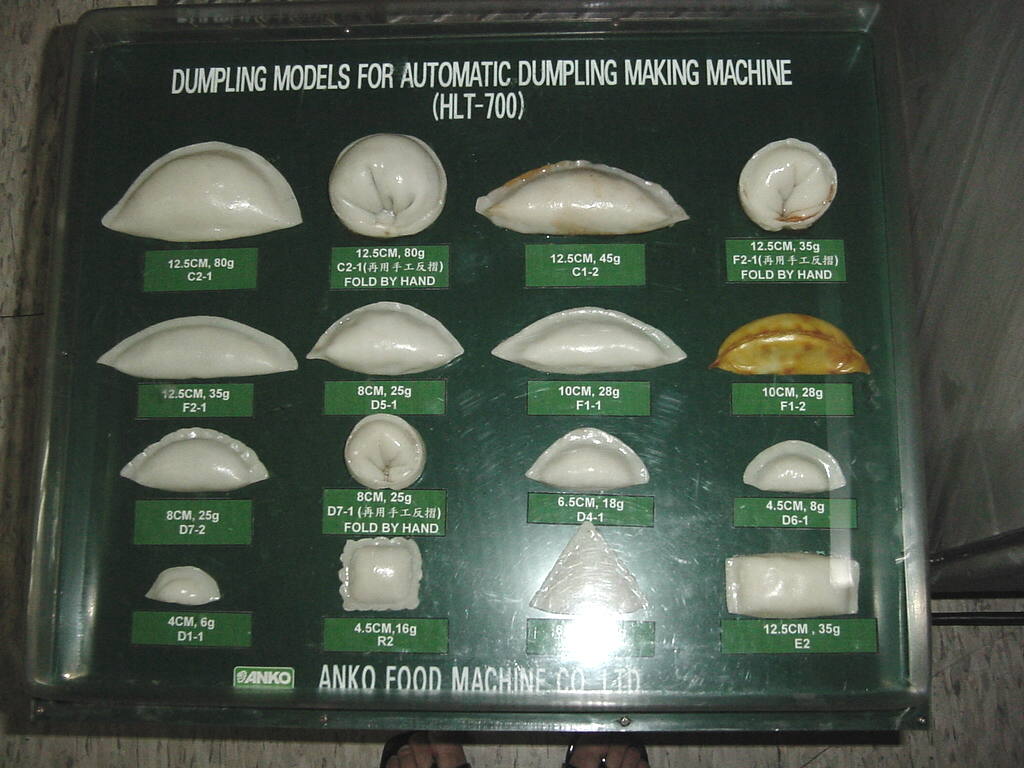 DUMPLING MODELS FOR AUTOMATIC DUMPLING MAKING MACHINE
(HLT-700)
12.5CM, 80g
C2-1
12.5CM, 80g
C2-1(再用手工反摺)
FOLD BY HAND
12.5CM, 45g
C1-2
12.5CM, 35g
F2-1(再用手工反摺)
FOLD BY HAND
12.5CM, 35g
F2-1
8CM, 25g
D5-1
10CM, 28g
F1-1
10CM, 28g
F1-2
8CM, 25g
D7-2
8CM, 25g
D7-1 (再用手工反摺)
FOLD BY HAND
6.5CM, 18g
D4-1
4.5CM, 8g
D6-1
4CM, 6g
D1-1
4.5CM,16g
R2
12.5CM , 35g
E2
ANKO
ANKO FOOD MACHINE CO. LTD.